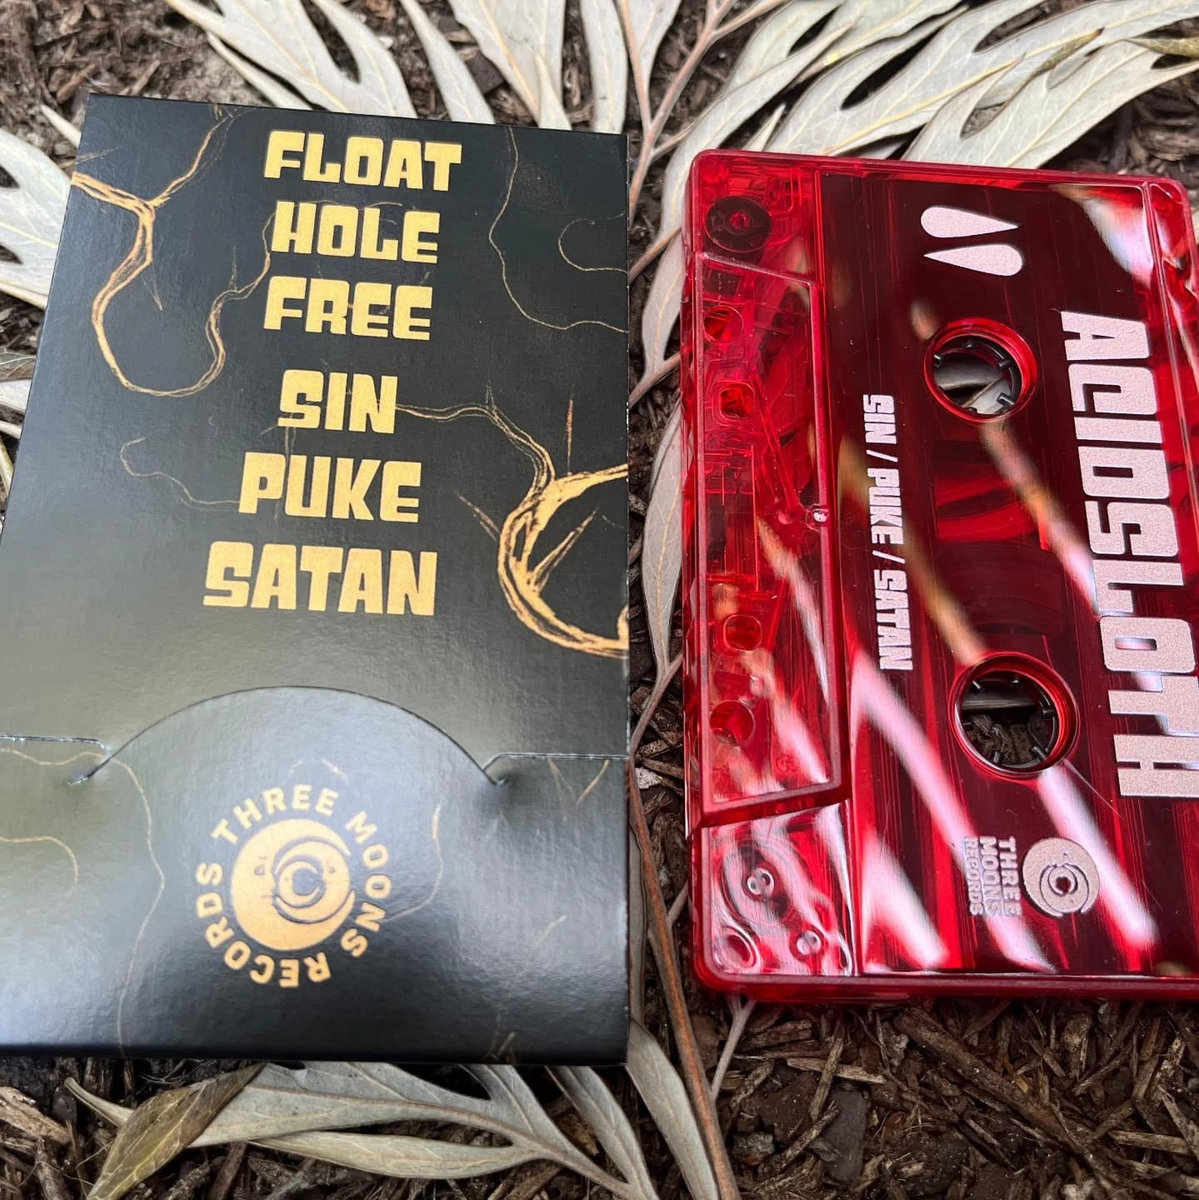 FLOAT
HOLE
FREE
SIN
PUKE
SATAN
THREE MOONS RECORDS
ACIDSLOTH
SIN / PUKE / SATAN
THREE
MOONS
RECORDS